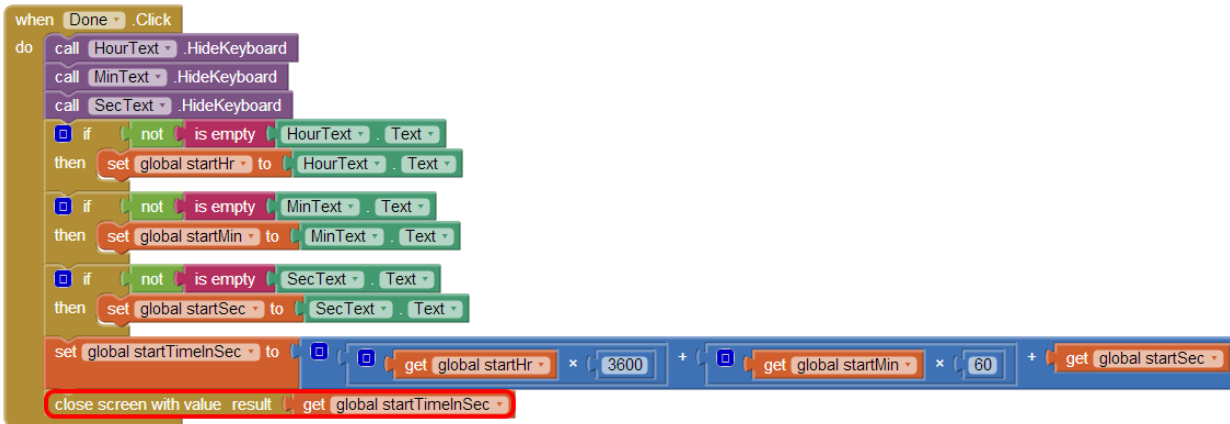 when Done .Click
do call HourText .HideKeyboard
call MinText .HideKeyboard
call SecText .HideKeyboard
if not is empty HourText . Text
then set global startHr to HourText . Text
if not is empty MinText . Text
then set global startMin to MinText . Text
if not is empty SecText . Text
then set global startSec to SecText . Text
set global startTimeInSec to get global startHr × 3600 + get global startMin × 60 + get global startSec
close screen with value result get global startTimeInSec